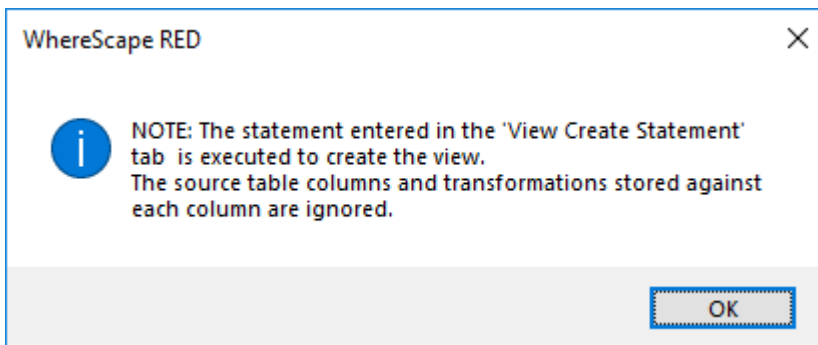 WhereScape RED
NOTE: The statement entered in the 'View Create Statement'
tab  is executed to create the view.
The source table columns and transformations stored against
each column are ignored.
OK